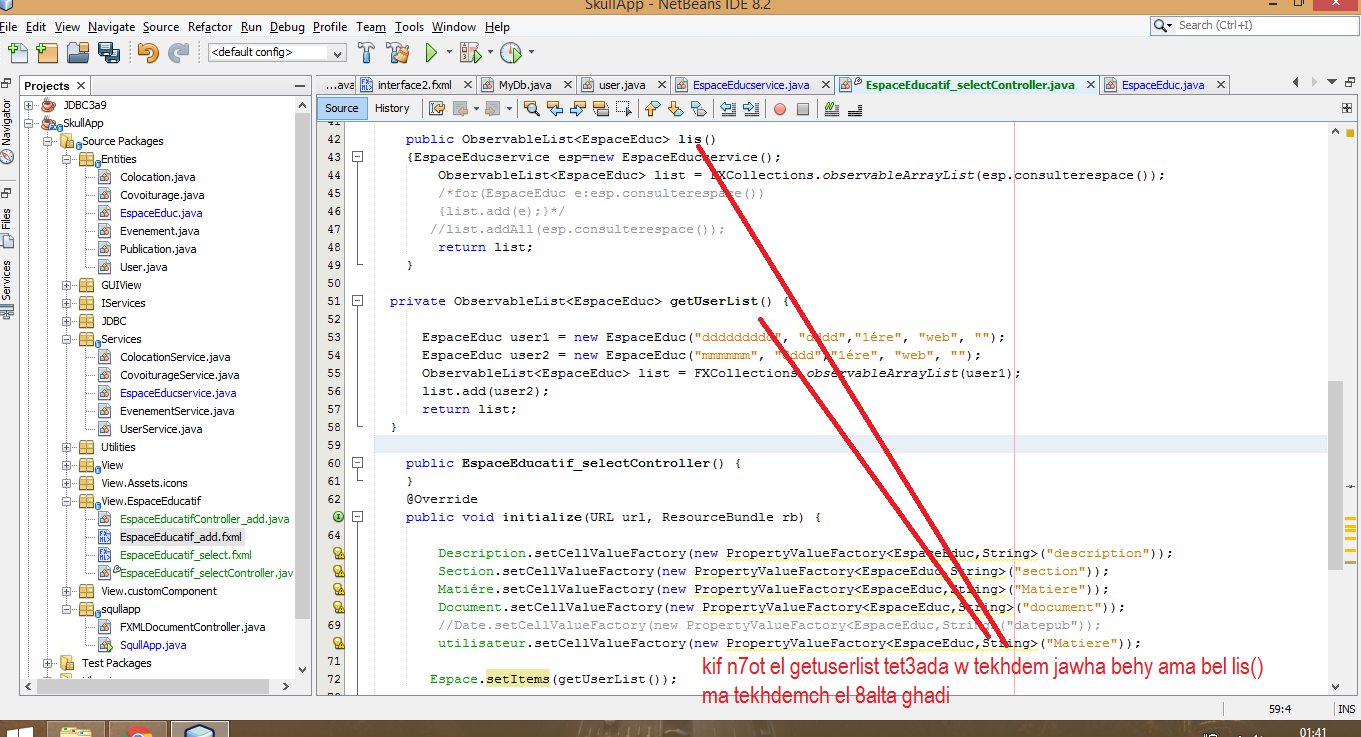 SkullApp - NetBeans IDE 8.2
File Edit View Navigate Source Refactor Run Debug Profile Team Tools Window Help
Search (Ctrl+I)
<default config>
Projects
...ava interface2.fxml MyDb.java user.java EspaceEducservice.java EspaceEducatif_selectController.java EspaceEduc.java
Source History
Navigator
Files
Services
JDBC3a9
SkullApp
Source Packages
Entities
Colocation.java
Covoiturage.java
EspaceEduc.java
Evenement.java
Publication.java
User.java
GUIView
IServices
JDBC
Services
ColocationService.java
CovoiturageService.java
EspaceEducservice.java
EvenementService.java
UserService.java
Utilities
View
View.Assets.icons
View.EspaceEducatif
EspaceEducatifController_add.java
EspaceEducatif_add.fxml
EspaceEducatif_select.fxml
EspaceEducatif_selectController.jav
View.customComponent
squllapp
FXMLDocumentController.java
SqullApp.java
Test Packages
41
42 public ObservableList<EspaceEduc> lis()
43 {EspaceEducservice esp=new EspaceEducservice();
44 ObservableList<EspaceEduc> list = FXCollections.observableArrayList(esp.consulterespace());
45 /*for(EspaceEduc e:esp.consulterespace())
46 {list.add(e);}*/
47 //list.addAll(esp.consulterespace());
48 return list;
49 }
50
51 private ObservableList<EspaceEduc> getUserList() {
52
53 EspaceEduc user1 = new EspaceEduc("ddddddddd", "dddd","1ére", "web", "");
54 EspaceEduc user2 = new EspaceEduc("mmmmmm", "dddd","1ére", "web", "");
55 ObservableList<EspaceEduc> list = FXCollections.observableArrayList(user1);
56 list.add(user2);
57 return list;
58 }
59
60 public EspaceEducatif_selectController() {
61 }
62 @Override
public void initialize(URL url, ResourceBundle rb) {
64
Description.setCellValueFactory(new PropertyValueFactory<EspaceEduc,String>("description"));
Section.setCellValueFactory(new PropertyValueFactory<EspaceEduc,String>("section"));
Matiére.setCellValueFactory(new PropertyValueFactory<EspaceEduc,String>("Matiere"));
Document.setCellValueFactory(new PropertyValueFactory<EspaceEduc,String>("document"));
69 //Date.setCellValueFactory(new PropertyValueFactory<EspaceEduc,String>("datepub"));
utilisateur.setCellValueFactory(new PropertyValueFactory<EspaceEduc,String>("Matiere"));
71
72 Espace.setItems(getUserList());
kif n7ot el getuserlist tet3ada w tekhdem jawha behy ama bel lis()
ma tekhdemch el 8alta ghadi
59:4 INS
01:41